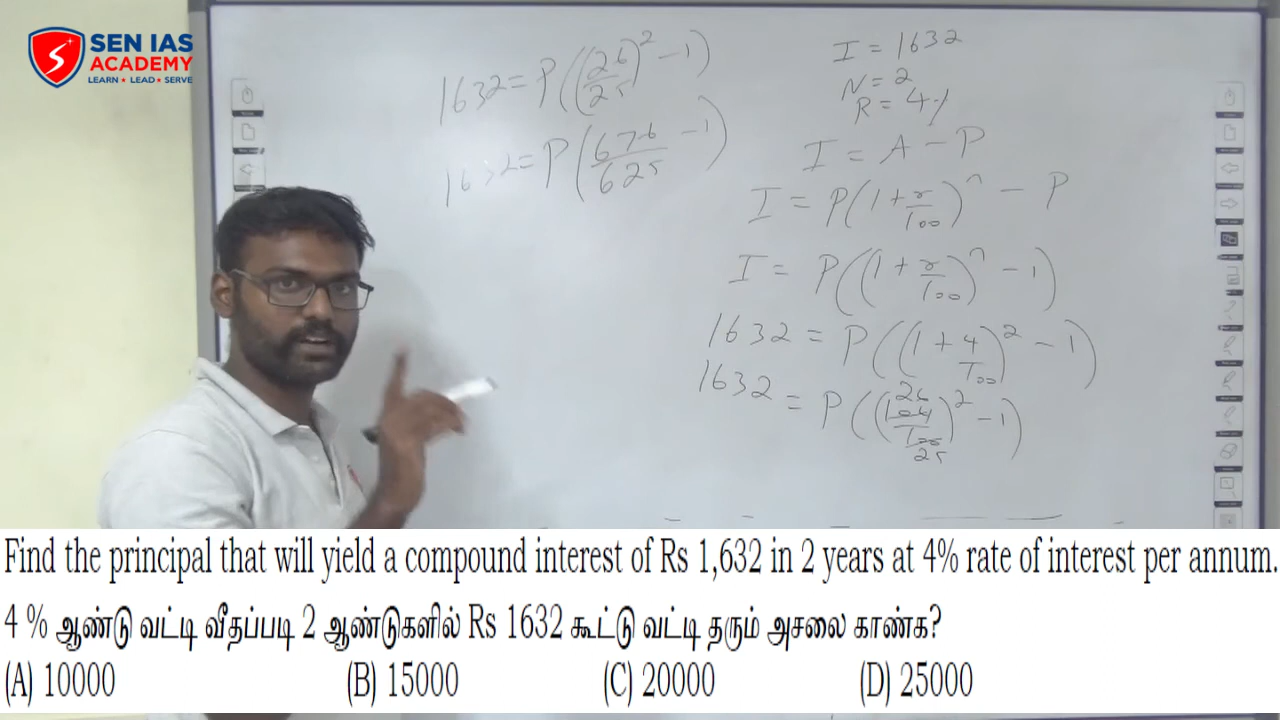 SEN IAS
ACADEMY
LEARN ★ LEAD ★ SERVE
1632 = P((26/25)² - 1)
1632 = P(676/625 - 1)
I = 1632
N = 2
R = 4%
I = A - P
I = P(1 + r/100)ⁿ - P
I = P((1 + r/100)ⁿ - 1)
1632 = P((1 + 4/100)² - 1)
1632 = P((104/100)² - 1)
26
25
Find the principal that will yield a compound interest of Rs 1,632 in 2 years at 4% rate of interest per annum.
4 % ஆண்டு வட்டி வீதப்படி 2 ஆண்டுகளில் Rs 1632 கூட்டு வட்டி தரும் அசலை காண்க?
(A) 10000 (B) 15000 (C) 20000 (D) 25000